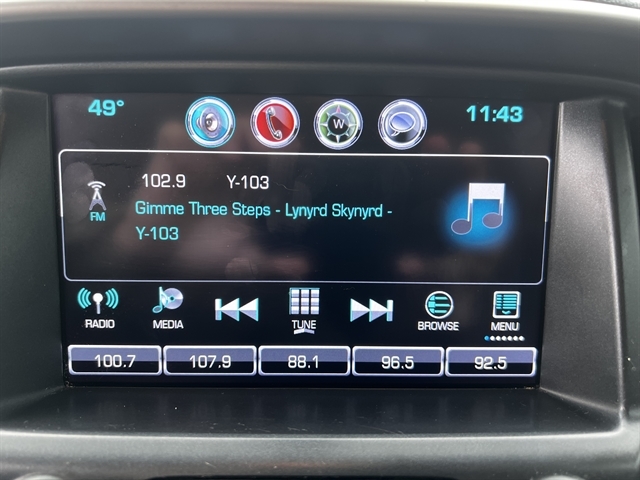 49° W 11:43
102.9 Y-103
FM Gimme Three Steps - Lynyrd Skynyrd -
Y-103
RADIO MEDIA TUNE BROWSE MENU
100.7 107.9 88.1 96.5 92.5